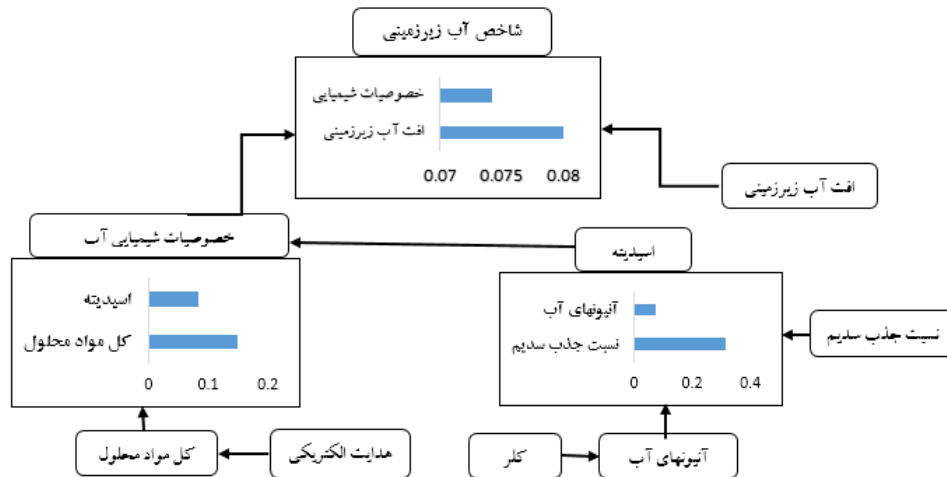 شاخص آب زیرزمینی
خصوصیات شیمیایی
افت آب زیرزمینی
0.07 0.075 0.08
افت آب زیرزمینی
خصوصیات شیمیایی آب
اسیدیته
اسیدیته
کل مواد محلول
0 0.1 0.2
آنیونهای آب
نسبت جذب سدیم
0 0.2 0.4
نسبت جذب سدیم
کل مواد محلول
هدایت الکتریکی
کلر
آنیونهای آب